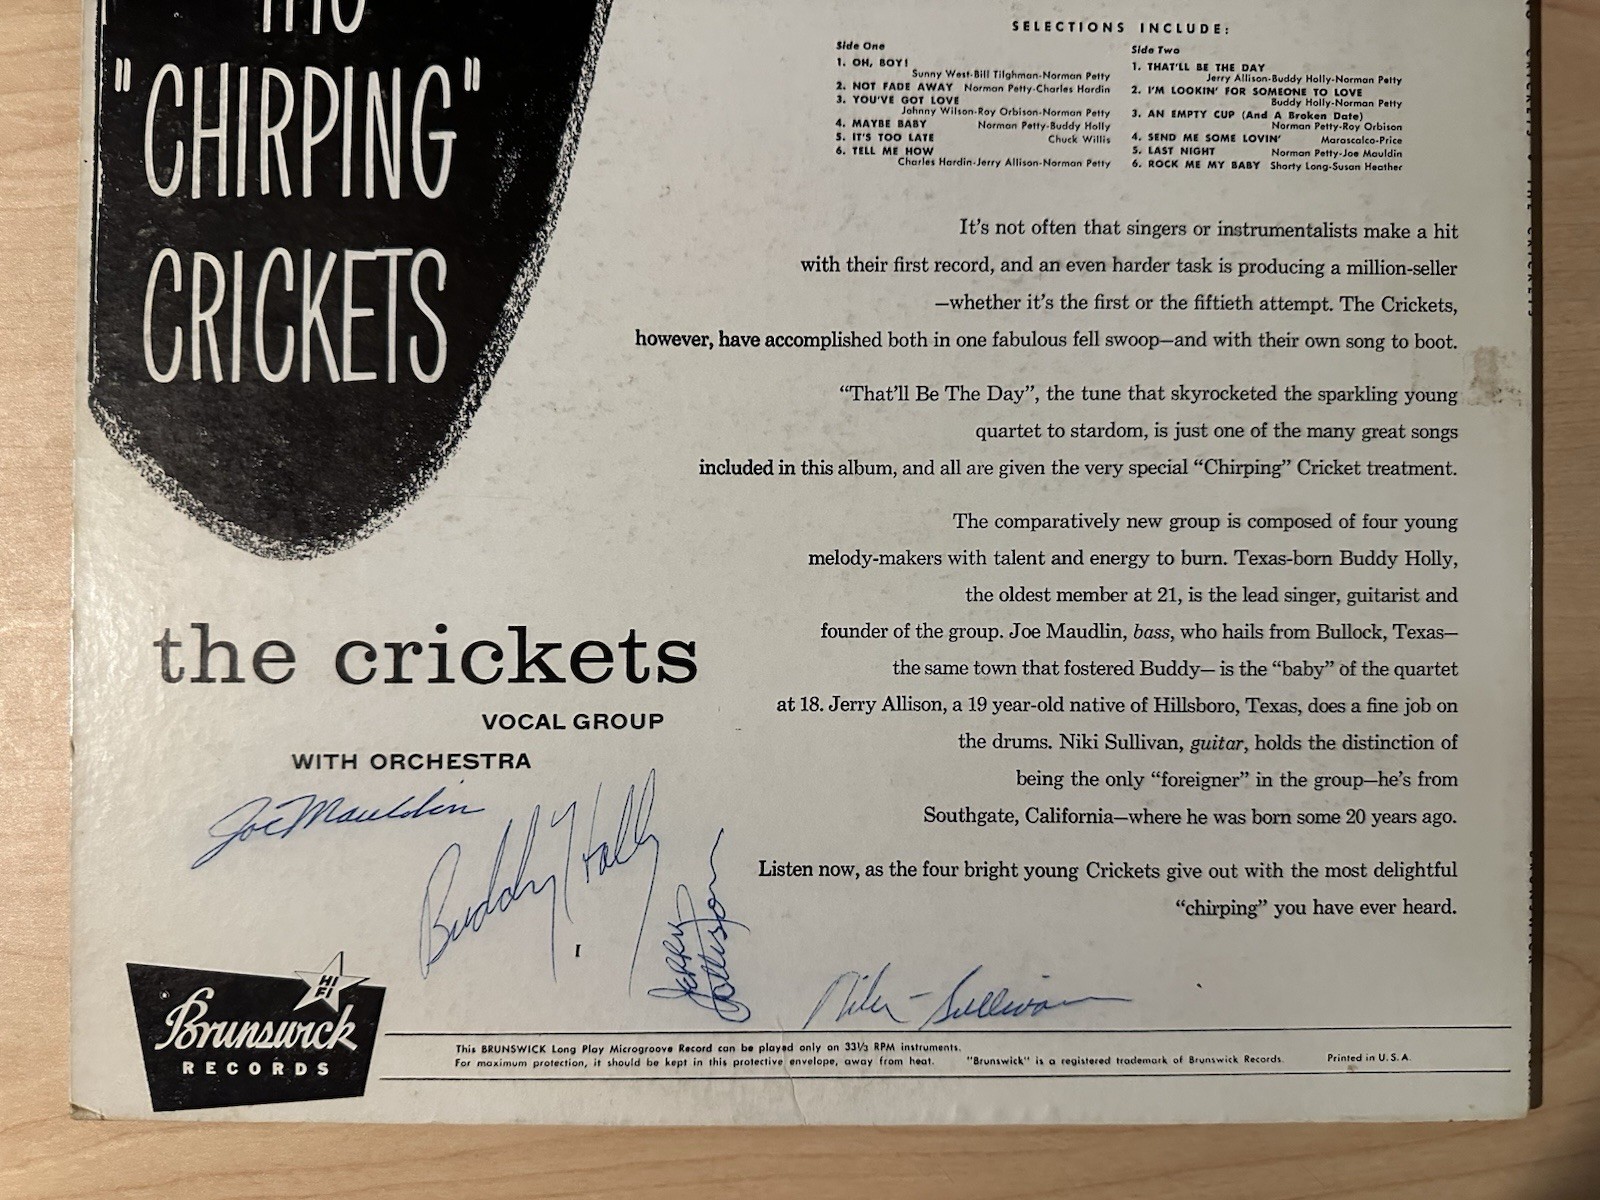 "CHIRPING"
CRICKETS
SELECTIONS INCLUDE:
Side One
1. OH, BOY!
Sunny West-Bill Tilghman-Norman Petty
2. NOT FADE AWAY Norman Petty-Charles Hardin
3. YOU'VE GOT LOVE
Johnny Wilson-Roy Orbison-Norman Petty
4. MAYBE BABY Norman Petty-Buddy Holly
5. IT'S TOO LATE Chuck Willis
6. TELL ME HOW
Charles Hardin-Jerry Allison-Norman Petty
Side Two
1. THAT'LL BE THE DAY
Jerry Allison-Buddy Holly-Norman Petty
2. I'M LOOKIN' FOR SOMEONE TO LOVE
Buddy Holly-Norman Petty
3. AN EMPTY CUP (And A Broken Date)
Norman Petty-Roy Orbison
4. SEND ME SOME LOVIN' Marascalco-Price
5. LAST NIGHT Norman Petty-Joe Mauldin
6. ROCK ME MY BABY Shorty Long-Susan Heather
It's not often that singers or instrumentalists make a hit
with their first record, and an even harder task is producing a million-seller
—whether it's the first or the fiftieth attempt. The Crickets,
however, have accomplished both in one fabulous fell swoop—and with their own song to boot.
"That'll Be The Day", the tune that skyrocketed the sparkling young
quartet to stardom, is just one of the many great songs
included in this album, and all are given the very special "Chirping" Cricket treatment.
The comparatively new group is composed of four young
melody-makers with talent and energy to burn. Texas-born Buddy Holly,
the oldest member at 21, is the lead singer, guitarist and
founder of the group. Joe Maudlin, bass, who hails from Bullock, Texas—
the same town that fostered Buddy— is the "baby" of the quartet
at 18. Jerry Allison, a 19 year-old native of Hillsboro, Texas, does a fine job on
the drums. Niki Sullivan, guitar, holds the distinction of
being the only "foreigner" in the group—he's from
Southgate, California—where he was born some 20 years ago.
Listen now, as the four bright young Crickets give out with the most delightful
"chirping" you have ever heard.
the crickets
VOCAL GROUP
WITH ORCHESTRA
Joe Mauldin
Buddy Holly
Jerry Allison
Niki Sullivan
I
HI
FI
Brunswick
RECORDS
This BRUNSWICK Long Play Microgroove Record can be played only on 33⅓ RPM instruments.
For maximum protection, it should be kept in this protective envelope, away from heat. "Brunswick" is a registered trademark of Brunswick Records. Printed in U. S. A.